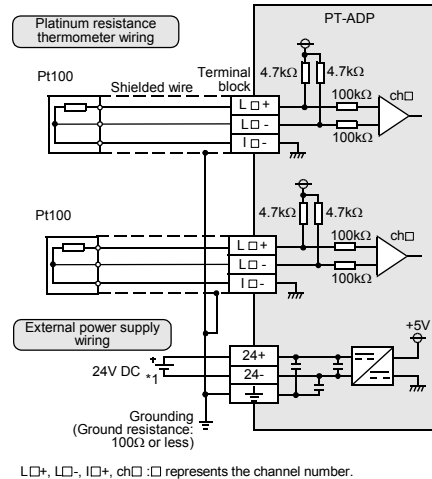 Platinum resistance
thermometer wiring
PT-ADP
Pt100
Shielded wire
Terminal
block
4.7kΩ
4.7kΩ
100kΩ
ch□
L□+
L□-
100kΩ
I□-
Pt100
4.7kΩ
4.7kΩ
100kΩ
ch□
L□+
L□-
100kΩ
I□-
External power supply
wiring
+5V
24V DC
+
*1
24+
24-
Grounding
(Ground resistance:
100Ω or less)
L□+, L□-, I□+, ch□ :□ represents the channel number.